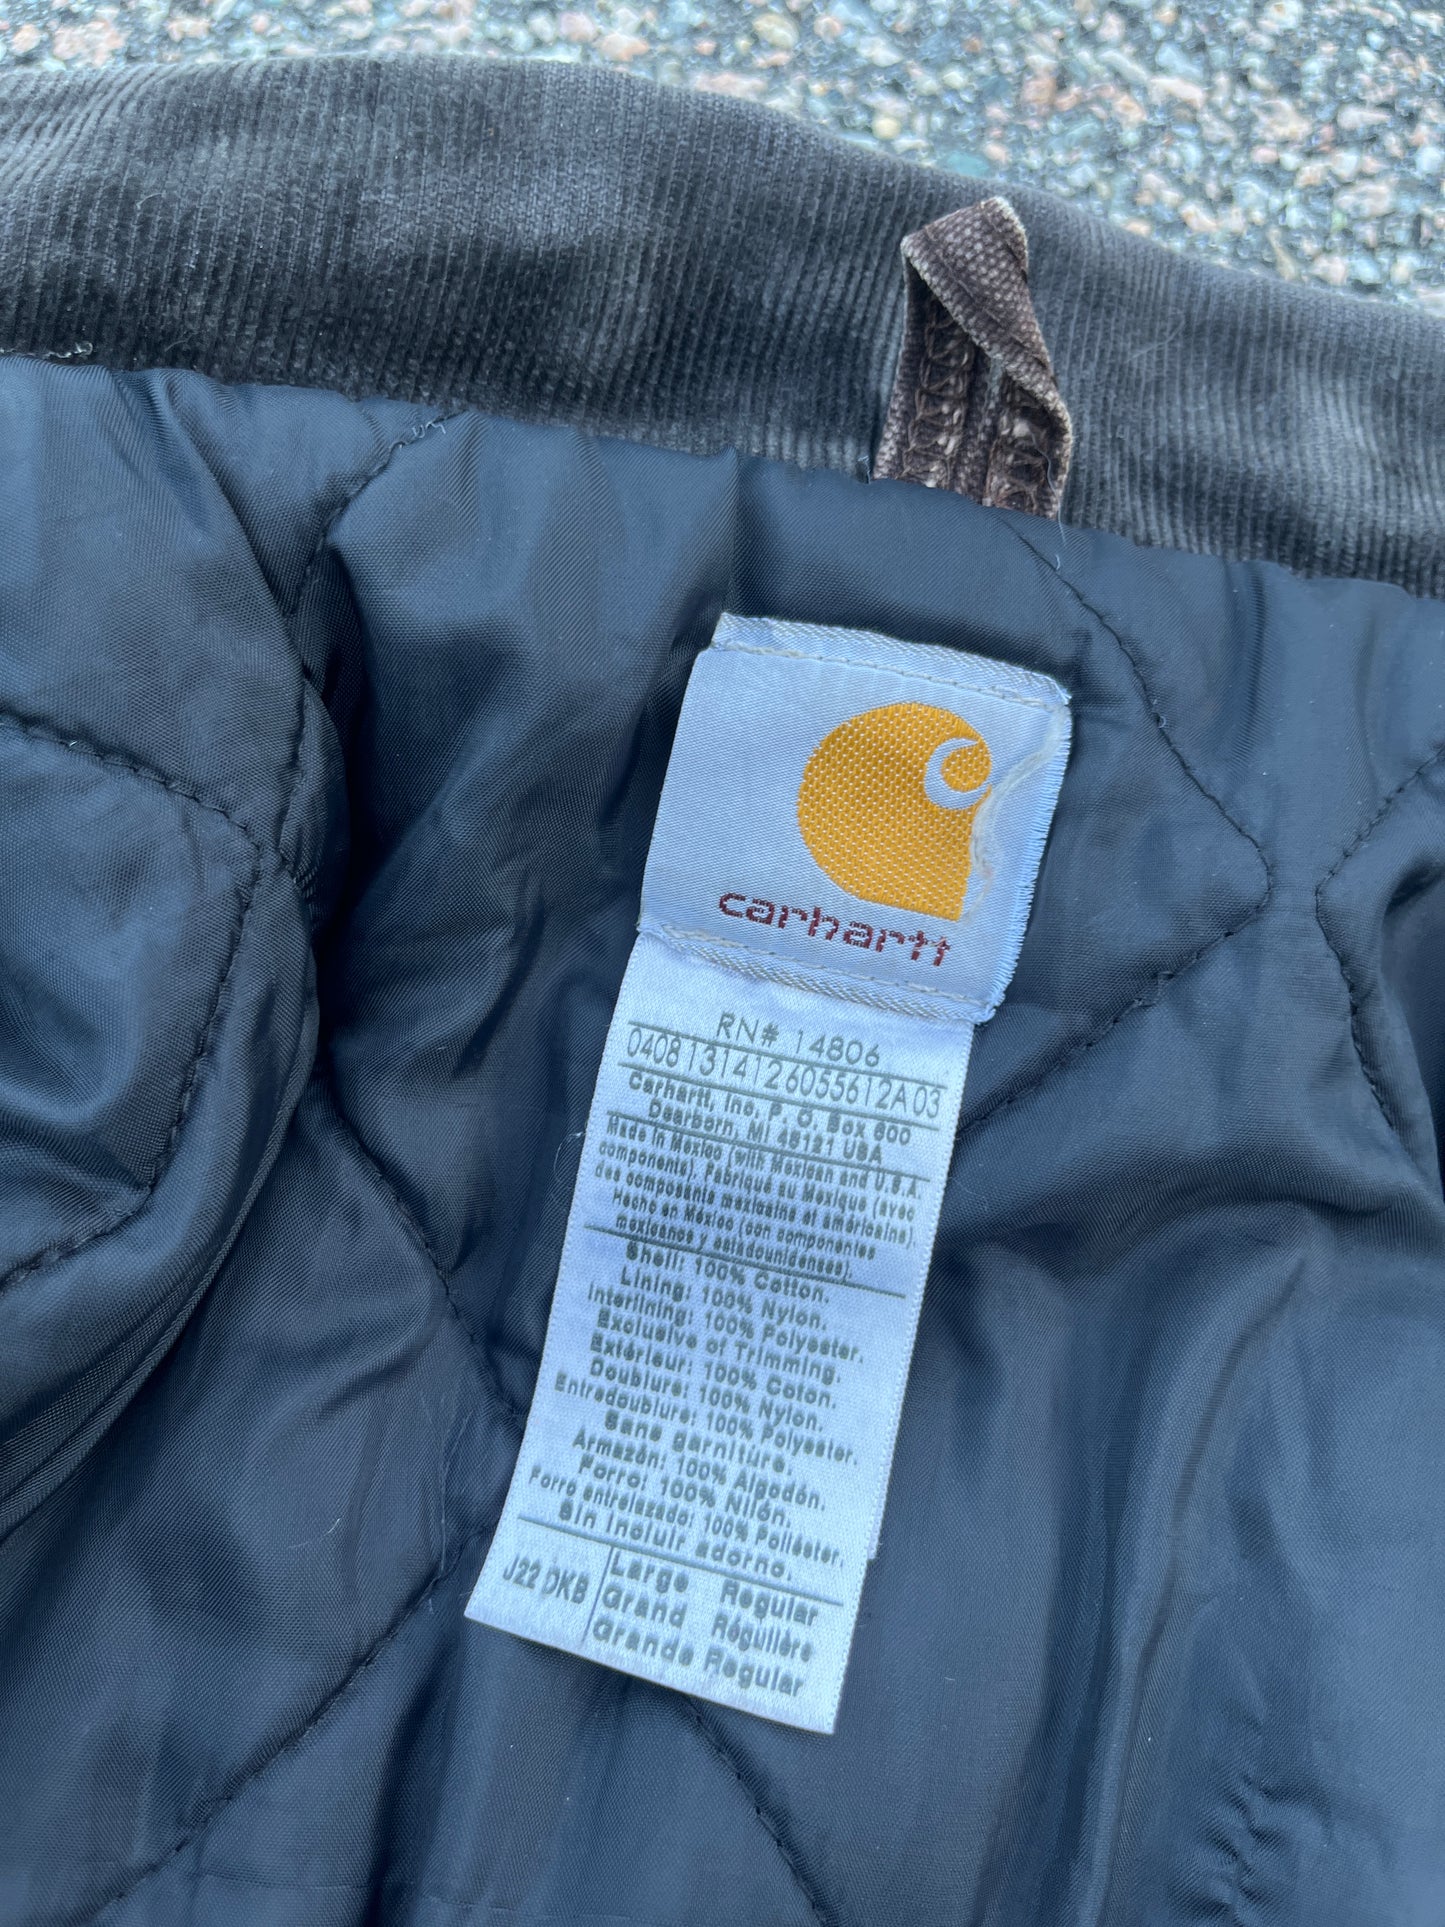 carhartt
RN# 14806
04081314126055612A03
Carhartt, Inc. P. O. Box 600
Dearborn, MI 48121 USA
Made in Mexico (with Mexican and U.S.A.
components). Fabriqué au Mexique (avec
des composants mexicains et américains)
Hecho en México (con componentes
mexicanos y estadounidenses).
Shell: 100% Cotton.
Lining: 100% Nylon.
Interlining: 100% Polyester.
Exclusive of Trimming.
Extérieur: 100% Coton.
Doublure: 100% Nylon.
Entredoublure: 100% Polyester.
Sans garniture.
Armazón: 100% Algodón.
Forro: 100% Nilón.
Forro entrelazado: 100% Poliéster.
Sin incluir adorno.
J22 DKB
Large Regular
Grand Régulière
Grande Regular